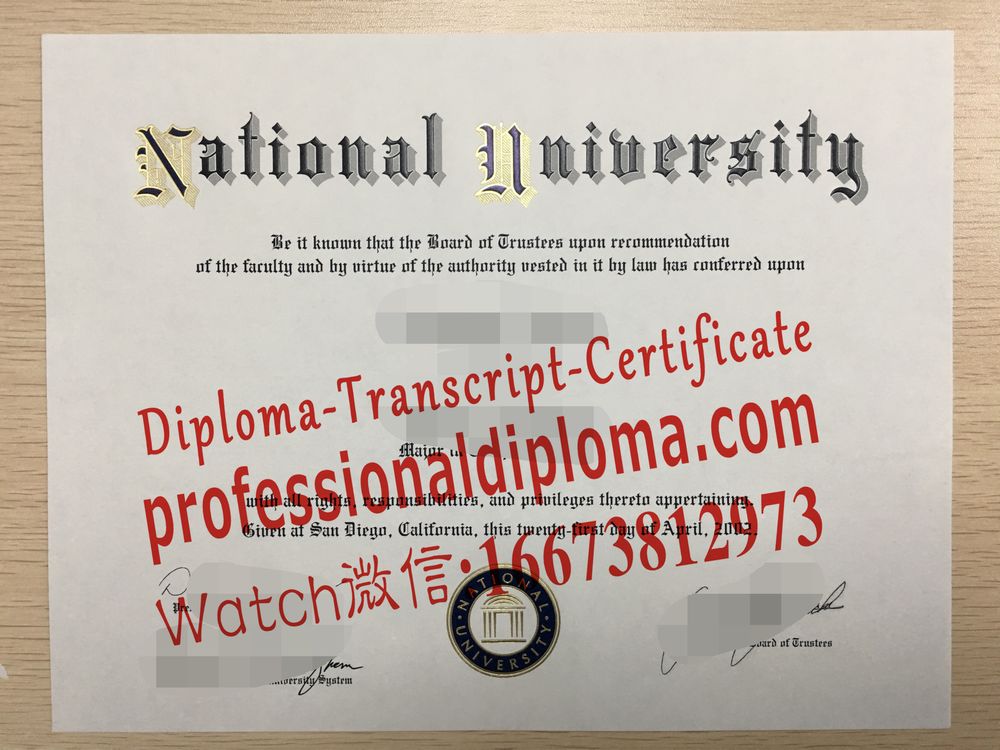 National University
Be it known that the Board of Trustees upon recommendation
of the faculty and by virtue of the authority vested in it by law has conferred upon
Diploma-Transcript-Certificate
professionaldiploma.com
Major
with all rights, responsibilities, and privileges thereto appertaining.
Given at San Diego, California, this twenty-first day of April, 2002.
Watch微信:16673812973
NATIONAL UNIVERSITY
Board of Trustees
University System